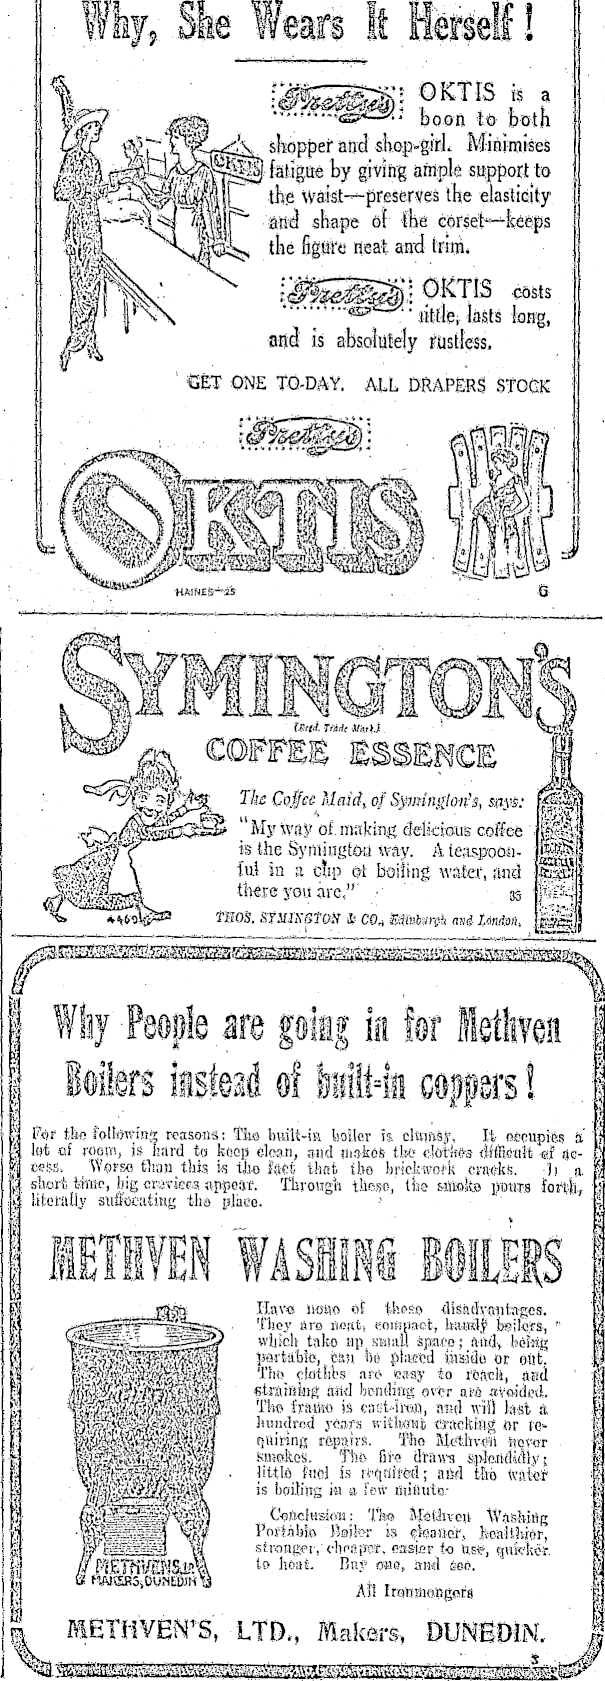 Why, She Wears It Herself!
Pretty's OKTIS is a
boon to both
shopper and shop-girl. Minimises
OKTIS
fatigue by giving ample support to
the waist—preserves the elasticity
and shape of the corset—keeps
the figure neat and trim.
Pretty's OKTIS costs
little, lasts long,
and is absolutely rustless.
GET ONE TO-DAY. ALL DRAPERS STOCK
Pretty's
OKTIS
HAINES—25
G
SYMINGTON'S
(Regd. Trade Mark.)
COFFEE ESSENCE
The Coffee Maid, of Symington's, says:
"My way of making delicious coffee
is the Symington way. A teaspoon-
ful in a cup of boiling water, and
there you are."
35
4469
THOS. SYMINGTON & CO., Edinburgh and London.
Why People are going in for Methven
Boilers instead of built-in coppers!
For the following reasons: The built-in boiler is clumsy. It occupies a
lot of room, is hard to keep clean, and makes the clothes difficult of ac-
cess. Worse than this is the fact that the brickwork cracks. In a
short time, big crevices appear. Through these, the smoke pours forth,
literally suffocating the place.
METHVEN WASHING BOILERS
Have none of these disadvantages.
They are neat, compact, handy boilers,
which take up small space; and, being
portable, can be placed inside or out.
The clothes are easy to reach, and
straining and bending over are avoided.
The frame is cast-iron, and will last a
hundred years without cracking or re-
quiring repairs. The Methven never
smokes. The fire draws splendidly;
little fuel is required; and the water
is boiling in a few minute
Conclusion: The Methven Washing
Portable Boiler is cleaner, healthier,
stronger, cheaper, easier to use, quicker
to heat. Buy one, and see.
METHVENS LD
MAKERS, DUNEDIN
All Ironmongers
METHVEN'S, LTD., Makers, DUNEDIN.
3